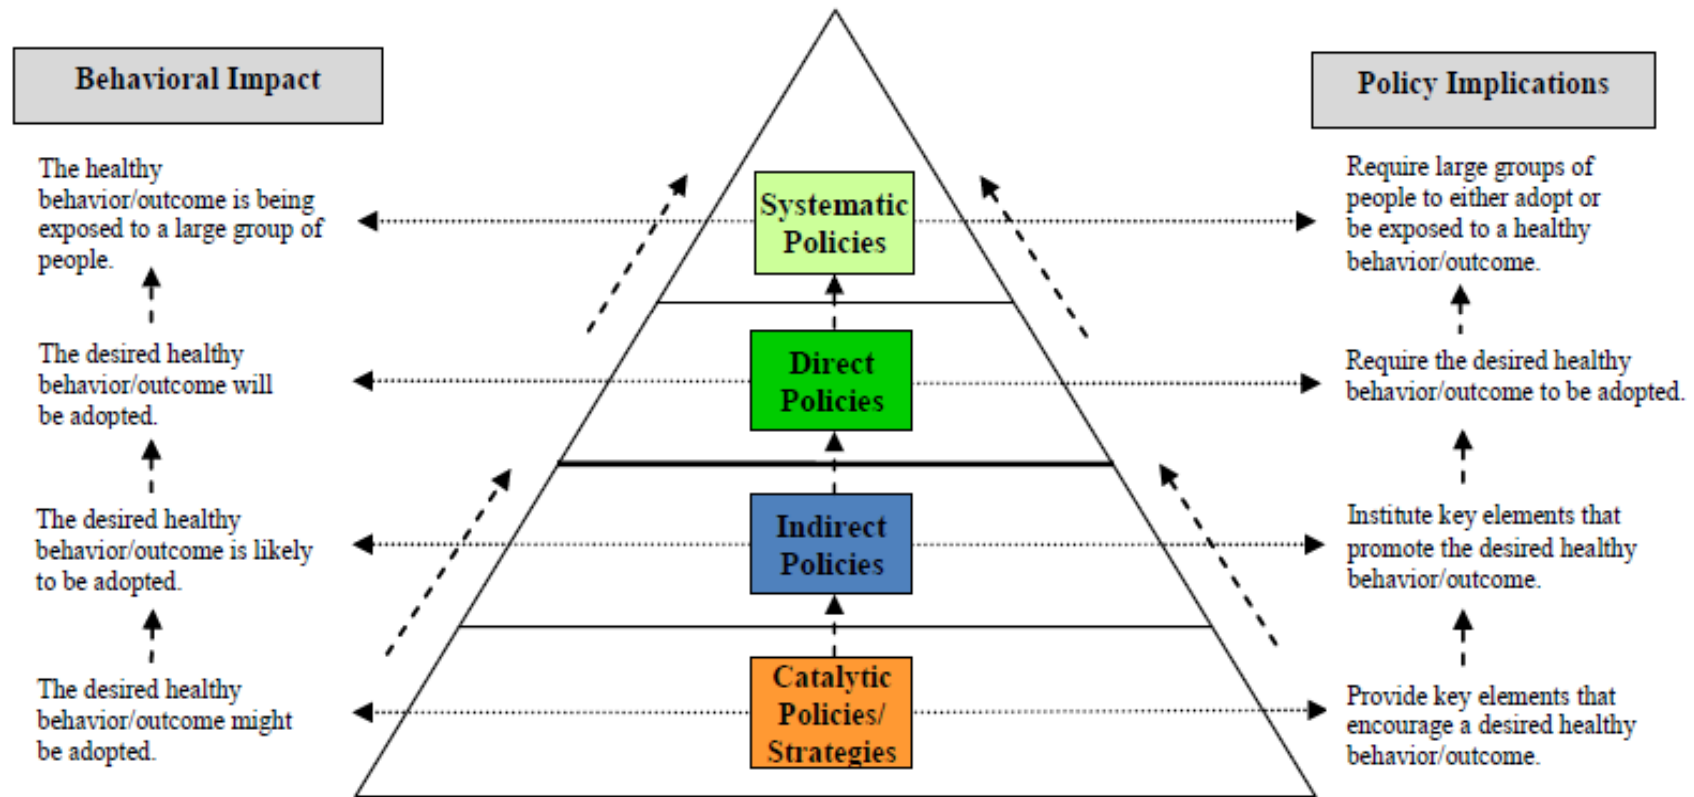 Behavioral Impact
Policy Implications
The healthy
behavior/outcome is being
exposed to a large group of
people.
Systematic
Policies
Require large groups of
people to either adopt or
be exposed to a healthy
behavior/outcome.
The desired healthy
behavior/outcome will
be adopted.
Direct
Policies
Require the desired healthy
behavior/outcome to be adopted.
The desired healthy
behavior/outcome is likely
to be adopted.
Indirect
Policies
Institute key elements that
promote the desired healthy
behavior/outcome.
The desired healthy
behavior/outcome might
be adopted.
Catalytic
Policies/
Strategies
Provide key elements that
encourage a desired healthy
behavior/outcome.